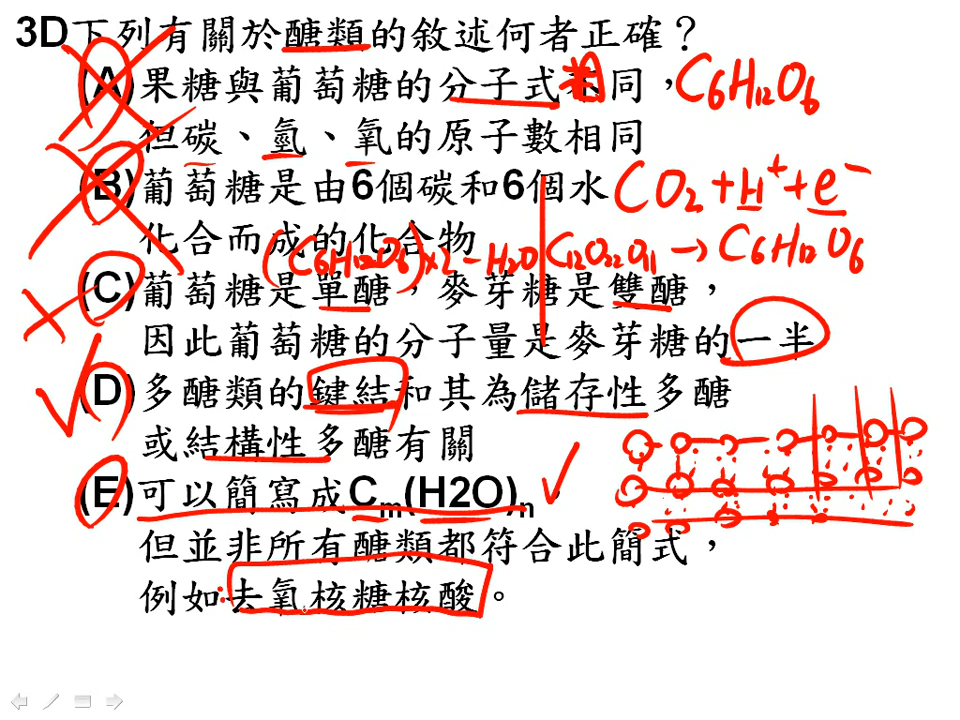 3D下列有關於醣類的敘述何者正確？
(A)果糖與葡萄糖的分子式不同， C6H12O6
但碳、氫、氧的原子數相同
(B)葡萄糖是由6個碳和6個水 CO2+H⁺+e⁻
化合而成的化合物 → C6H12O6
(C6H12O6)×2-H2O C12O22O11
(C)葡萄糖是單醣，麥芽糖是雙醣，
因此葡萄糖的分子量是麥芽糖的一半
(D)多醣類的鍵結和其為儲存性多醣
或結構性多醣有關
(E)可以簡寫成Cm(H2O)n，
但並非所有醣類都符合此簡式，
例如:去氧核糖核酸。